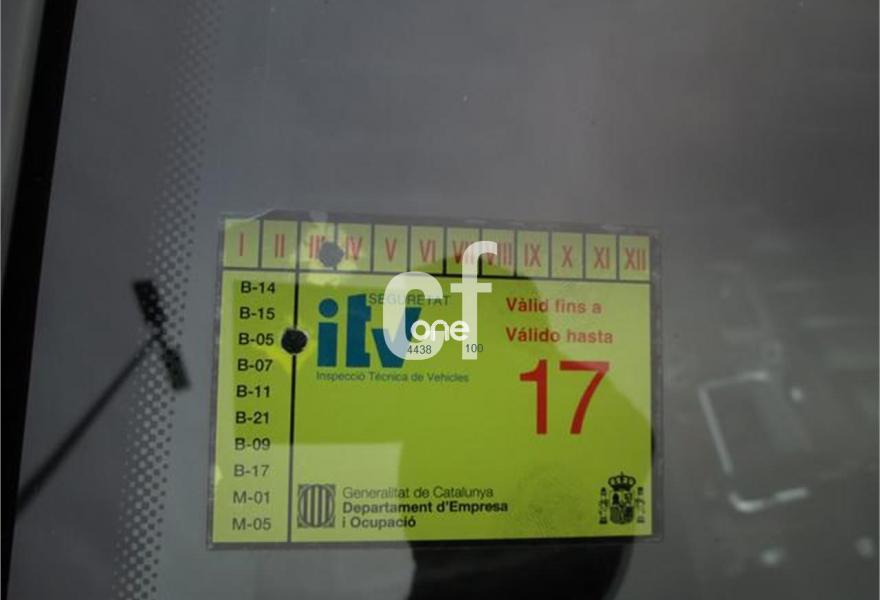 I II III IV V VI VII VIII IX X XI XII
B-14
B-15
B-05
B-07
B-11
B-21
B-09
B-17
M-01
M-05
SEGURETAT
itv
4438 100
Inspecció Tècnica de Vehicles
Vàlid fins a
Válido hasta
17
cf
one
Generalitat de Catalunya
Departament d'Empresa
i Ocupació